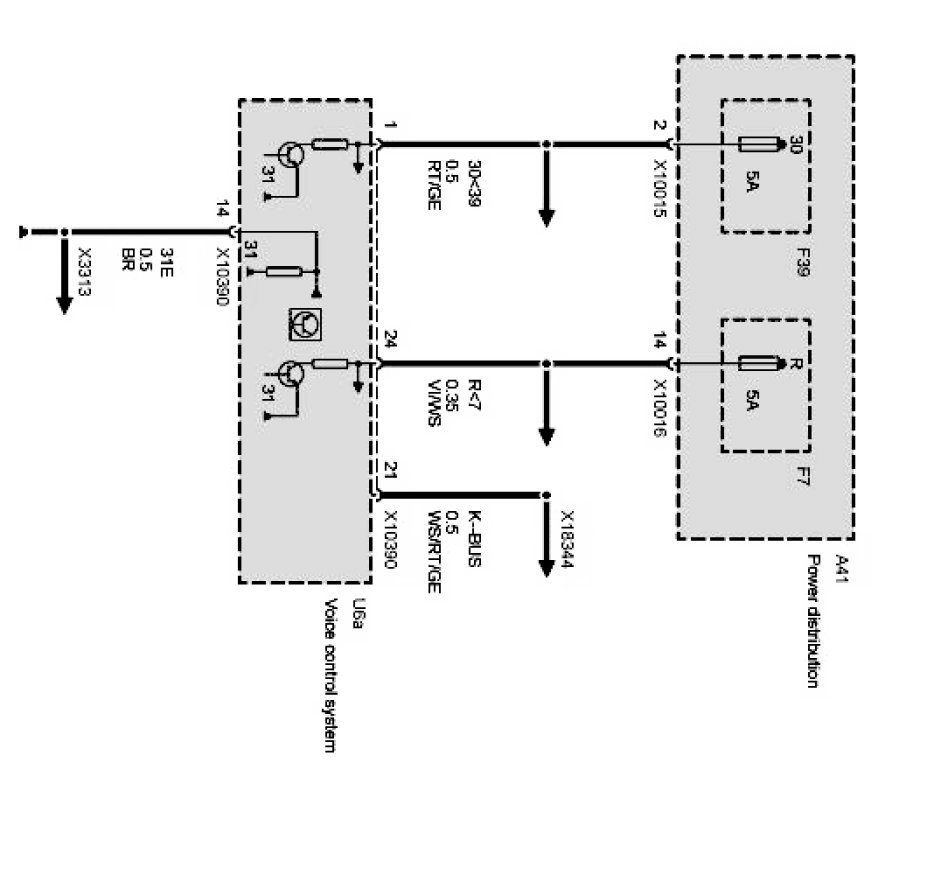 A41
Power distribution
30
5A
F39
R
5A
F7
2
X10015
14
X10016
30<39
0.5
RT/GE
R<7
0.35
VI/WS
X18344
K--BUS
0.5
WS/RT/GE
1
24
21
X10390
U6a
Voice control system
31
31
31
14
X10390
31E
0.5
BR
X3313